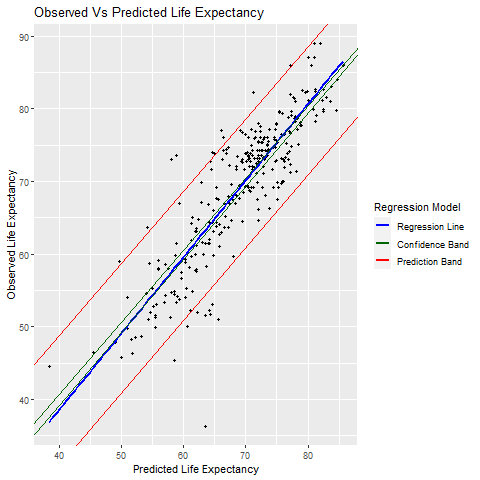 Observed Vs Predicted Life Expectancy
90
80
70
60
50
40
Observed Life Expectancy
40 50 60 70 80
Predicted Life Expectancy
Regression Model
Regression Line
Confidence Band
Prediction Band